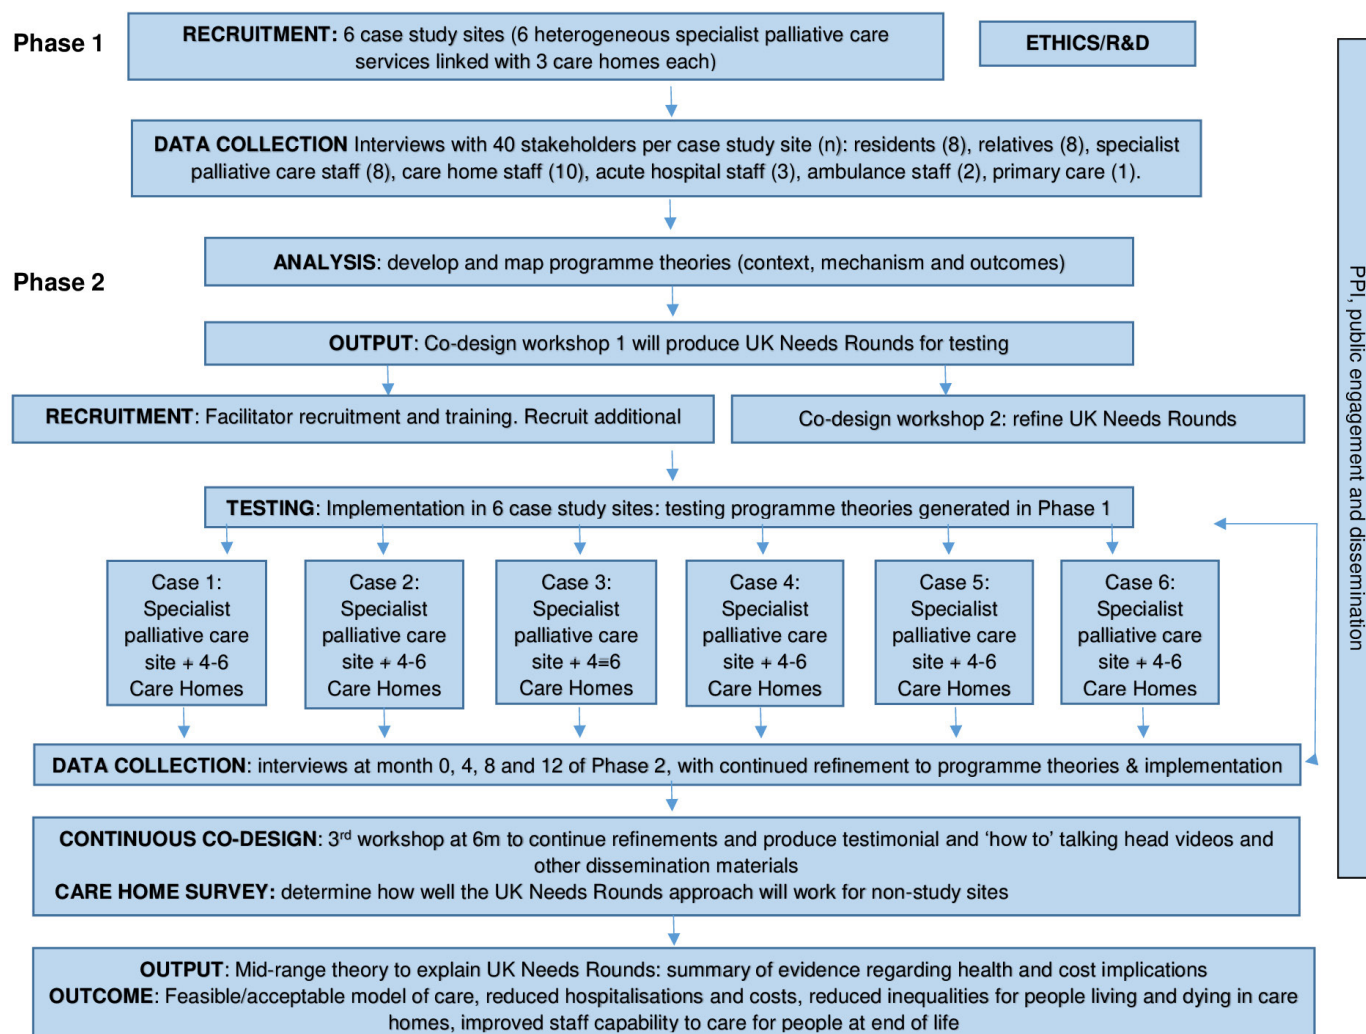 Phase 1
RECRUITMENT: 6 case study sites (6 heterogeneous specialist palliative care
services linked with 3 care homes each)
ETHICS/R&D
DATA COLLECTION Interviews with 40 stakeholders per case study site (n): residents (8), relatives (8), specialist
palliative care staff (8), care home staff (10), acute hospital staff (3), ambulance staff (2), primary care (1).
ANALYSIS: develop and map programme theories (context, mechanism and outcomes)
Phase 2
OUTPUT: Co-design workshop 1 will produce UK Needs Rounds for testing
RECRUITMENT: Facilitator recruitment and training. Recruit additional
Co-design workshop 2: refine UK Needs Rounds
TESTING: Implementation in 6 case study sites: testing programme theories generated in Phase 1
Case 1:
Specialist
palliative care
site + 4-6
Care Homes
Case 2:
Specialist
palliative care
site + 4-6
Care Homes
Case 3:
Specialist
palliative care
site + 4≡6
Care Homes
Case 4:
Specialist
palliative care
site + 4-6
Care Homes
Case 5:
Specialist
palliative care
site + 4-6
Care Homes
Case 6:
Specialist
palliative care
site + 4-6
Care Homes
DATA COLLECTION: interviews at month 0, 4, 8 and 12 of Phase 2, with continued refinement to programme theories & implementation
CONTINUOUS CO-DESIGN: 3rd workshop at 6m to continue refinements and produce testimonial and ‘how to’ talking head videos and
other dissemination materials
CARE HOME SURVEY: determine how well the UK Needs Rounds approach will work for non-study sites
OUTPUT: Mid-range theory to explain UK Needs Rounds: summary of evidence regarding health and cost implications
OUTCOME: Feasible/acceptable model of care, reduced hospitalisations and costs, reduced inequalities for people living and dying in care
homes, improved staff capability to care for people at end of life
PPI, public engagement and dissemination